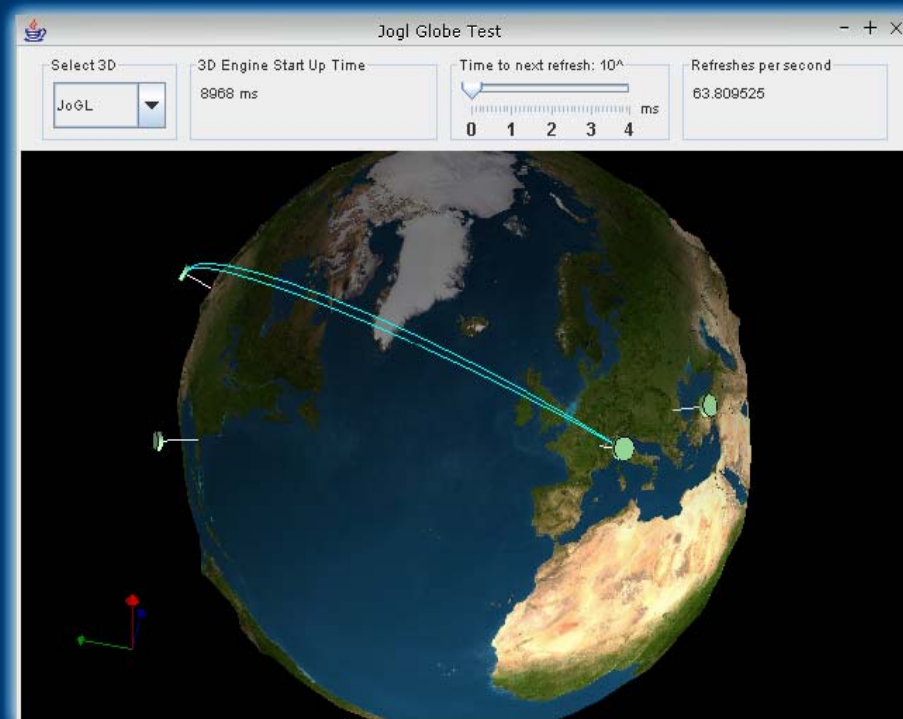 Jogl Globe Test
Select 3D
JoGL
3D Engine Start Up Time
8968 ms
Time to next refresh: 10^
ms
0 1 2 3 4
Refreshes per second
63.809525